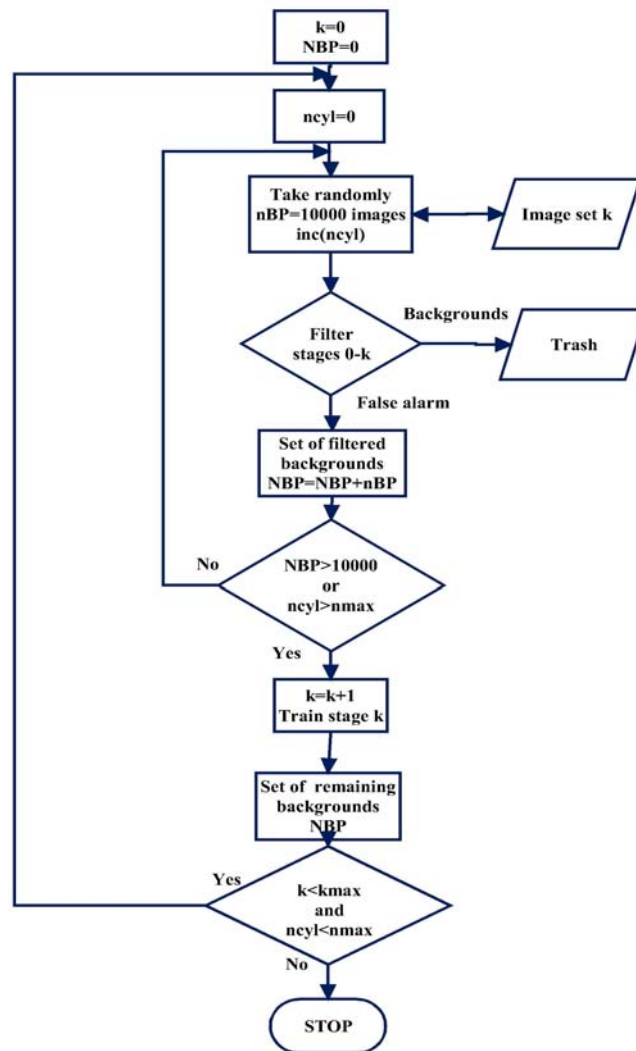 k=0
NBP=0
ncyl=0
Take randomly
nBP=10000 images
inc(ncyl)
Image set k
Backgrounds
Filter
stages 0-k
Trash
False alarm
Set of filtered
backgrounds
NBP=NBP+nBP
No
NBP>10000
or
ncyl>nmax
Yes
k=k+1
Train stage k
Set of remaining
backgrounds
NBP
Yes
k<kmax
and
ncyl<nmax
No
STOP